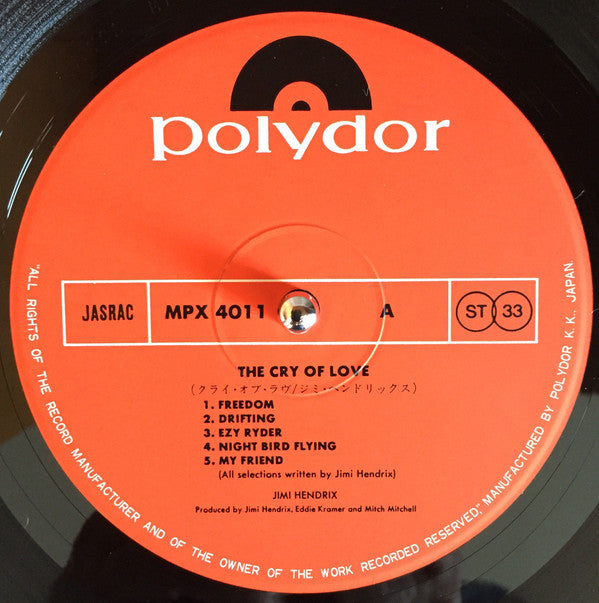 polydor
JASRAC
MPX 4011
A
ST 33
THE CRY OF LOVE
(クライ・オブ・ラヴ/ジミ・ヘンドリックス)
1. FREEDOM
2. DRIFTING
3. EZY RYDER
4. NIGHT BIRD FLYING
5. MY FRIEND
(All selections written by Jimi Hendrix)
JIMI HENDRIX
Produced by Jimi Hendrix, Eddie Kramer and Mitch Mitchell
"ALL RIGHTS OF THE RECORD MANUFACTURER AND OF THE OWNER OF THE WORK RECORDED RESERVED," MANUFACTURED BY POLYDOR K. K., JAPAN.